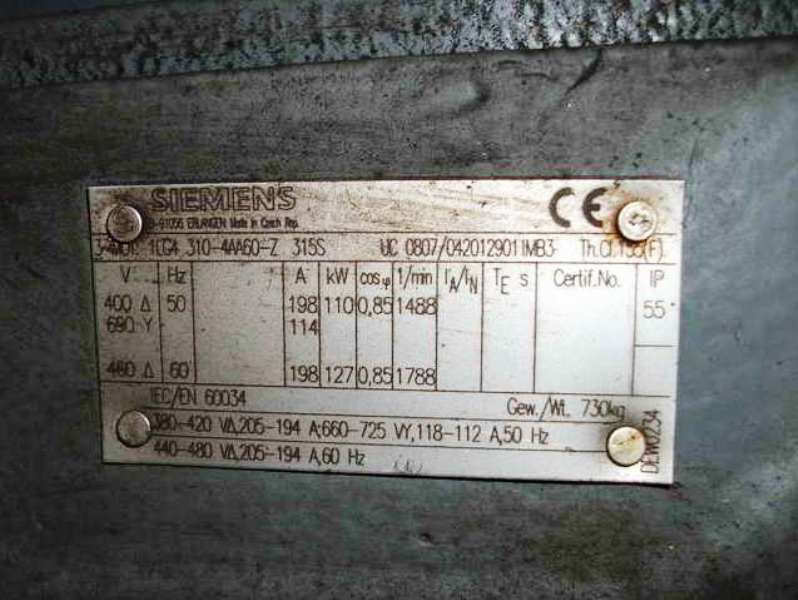 SIEMENS CE
D-91056 ERLANGEN Made in Czech Rep.
3~MOT. 1LG4 310-4AA60-Z 315S UC 0807/042012901 IMB3 Th.Cl.155(F)
V Hz A kW cosφ 1/min IA/IN TE s Certif.No. IP
400 Δ 50 198 110 0,85 1488 55
690 Y 114
460 Δ 60 198 127 0,85 1788
IEC/EN 60034 Gew./Wt. 730kg
380-420 VΔ,205-194 A;660-725 VY,118-112 A,50 Hz
440-480 VΔ,205-194 A,60 Hz